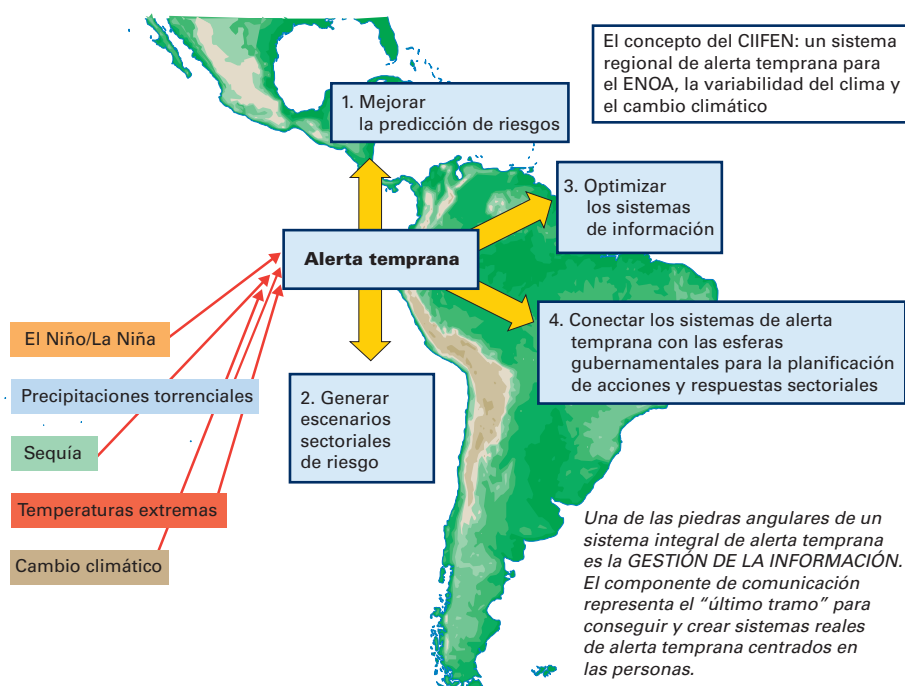 El concepto del CIIFEN: un sistema
regional de alerta temprana para
el ENOA, la variabilidad del clima y
el cambio climático
1. Mejorar
la predicción de riesgos
3. Optimizar
los sistemas
de información
Alerta temprana
4. Conectar los sistemas de alerta
temprana con las esferas
gubernamentales para la planificación
de acciones y respuestas sectoriales
El Niño/La Niña
Precipitaciones torrenciales
Sequía
Temperaturas extremas
Cambio climático
2. Generar
escenarios
sectoriales
de riesgo
Una de las piedras angulares de un
sistema integral de alerta temprana
es la GESTIÓN DE LA INFORMACIÓN.
El componente de comunicación
representa el “último tramo” para
conseguir y crear sistemas reales
de alerta temprana centrados en
las personas.